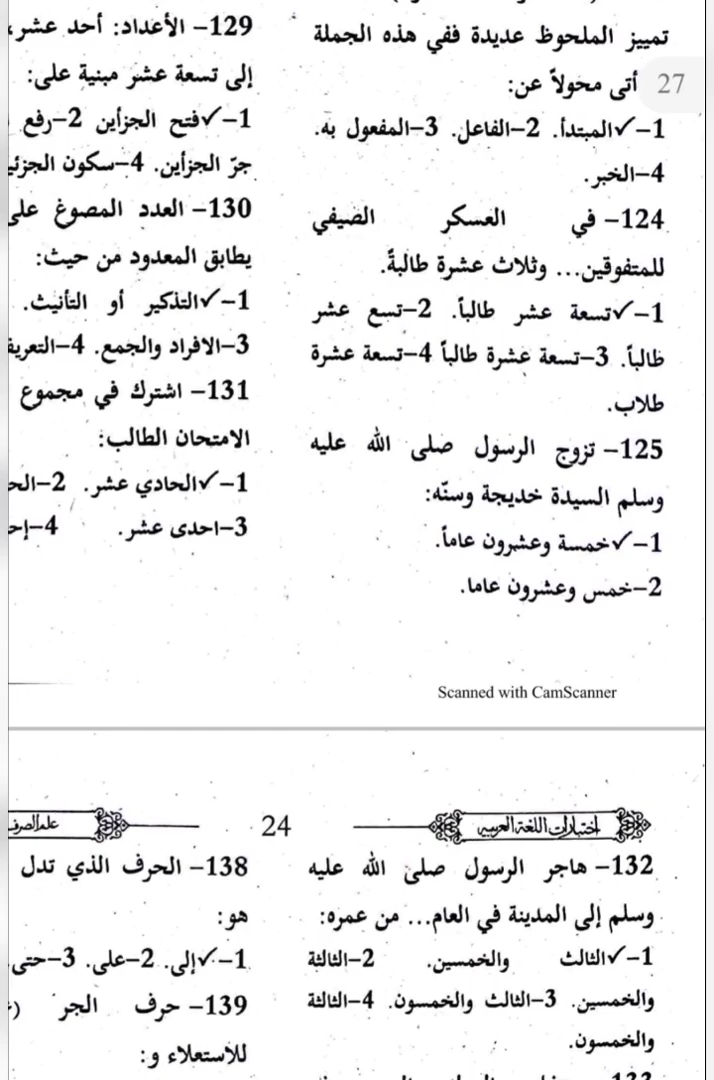 تمييز الملحوظ عديدة ففي هذه الجملة
أتى محولاً عن:
27
1-✓المبتدأ. 2-الفاعل. 3-المفعول به.
4-الخبر.
124- في العسكر الصيفي
للمتفوقين... وثلاث عشرة طالبةً.
1-✓تسعة عشر طالباً. 2-تسع عشر
طالباً. 3-تسعة عشرة طالباً 4-تسعة عشرة
طلاب.
125- تزوج الرسول صلى الله عليه
وسلم السيدة خديجة وسنّه:
1-✓خمسة وعشرون عاماً.
2-خمس وعشرون عاما.
129- الأعداد: أحد عشر،
إلى تسعة عشر مبنية على:
1-✓فتح الجزأين 2-رفع
جرّ الجزأين. 4-سكون
130- العدد المصوغ
يطابق المعدود من حيث:
1-✓التذكير أو التأنيث.
3-الافراد والجمع. 4-
131- اشترك في مجموع
الامتحان الطالب:
1-✓الحادي عشر. 2-
3-احدى عشر. 4-
Scanned with CamScanner
اختبارات اللغة العربية
24
132- هاجر الرسول صلى الله عليه
وسلم إلى المدينة في العام... من عمره:
1-✓الثالث والخمسين. 2-الثالثة
والخمسين. 3-الثالث والخمسون. 4-الثالثة
والخمسون.
138- الحرف الذي تدل
هو:
1-✓إلى. 2-على. 3-حتى
139- حرف الجر (
للاستعلاء و: